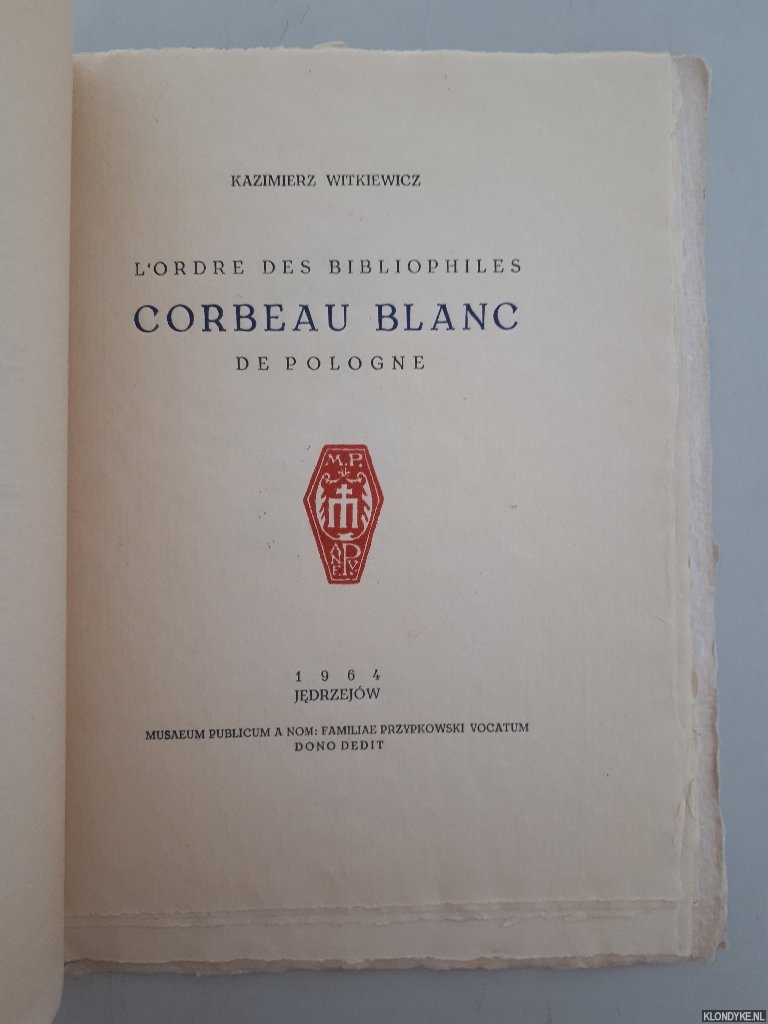 KAZIMIERZ WITKIEWICZ
L'ORDRE DES BIBLIOPHILES
CORBEAU BLANC
DE POLOGNE
M.P.
1964
JĘDRZEJÓW
MUSAEUM PUBLICUM A NOM: FAMILIAE PRZYPKOWSKI VOCATUM
DONO DEDIT
KLONDYKE.NL